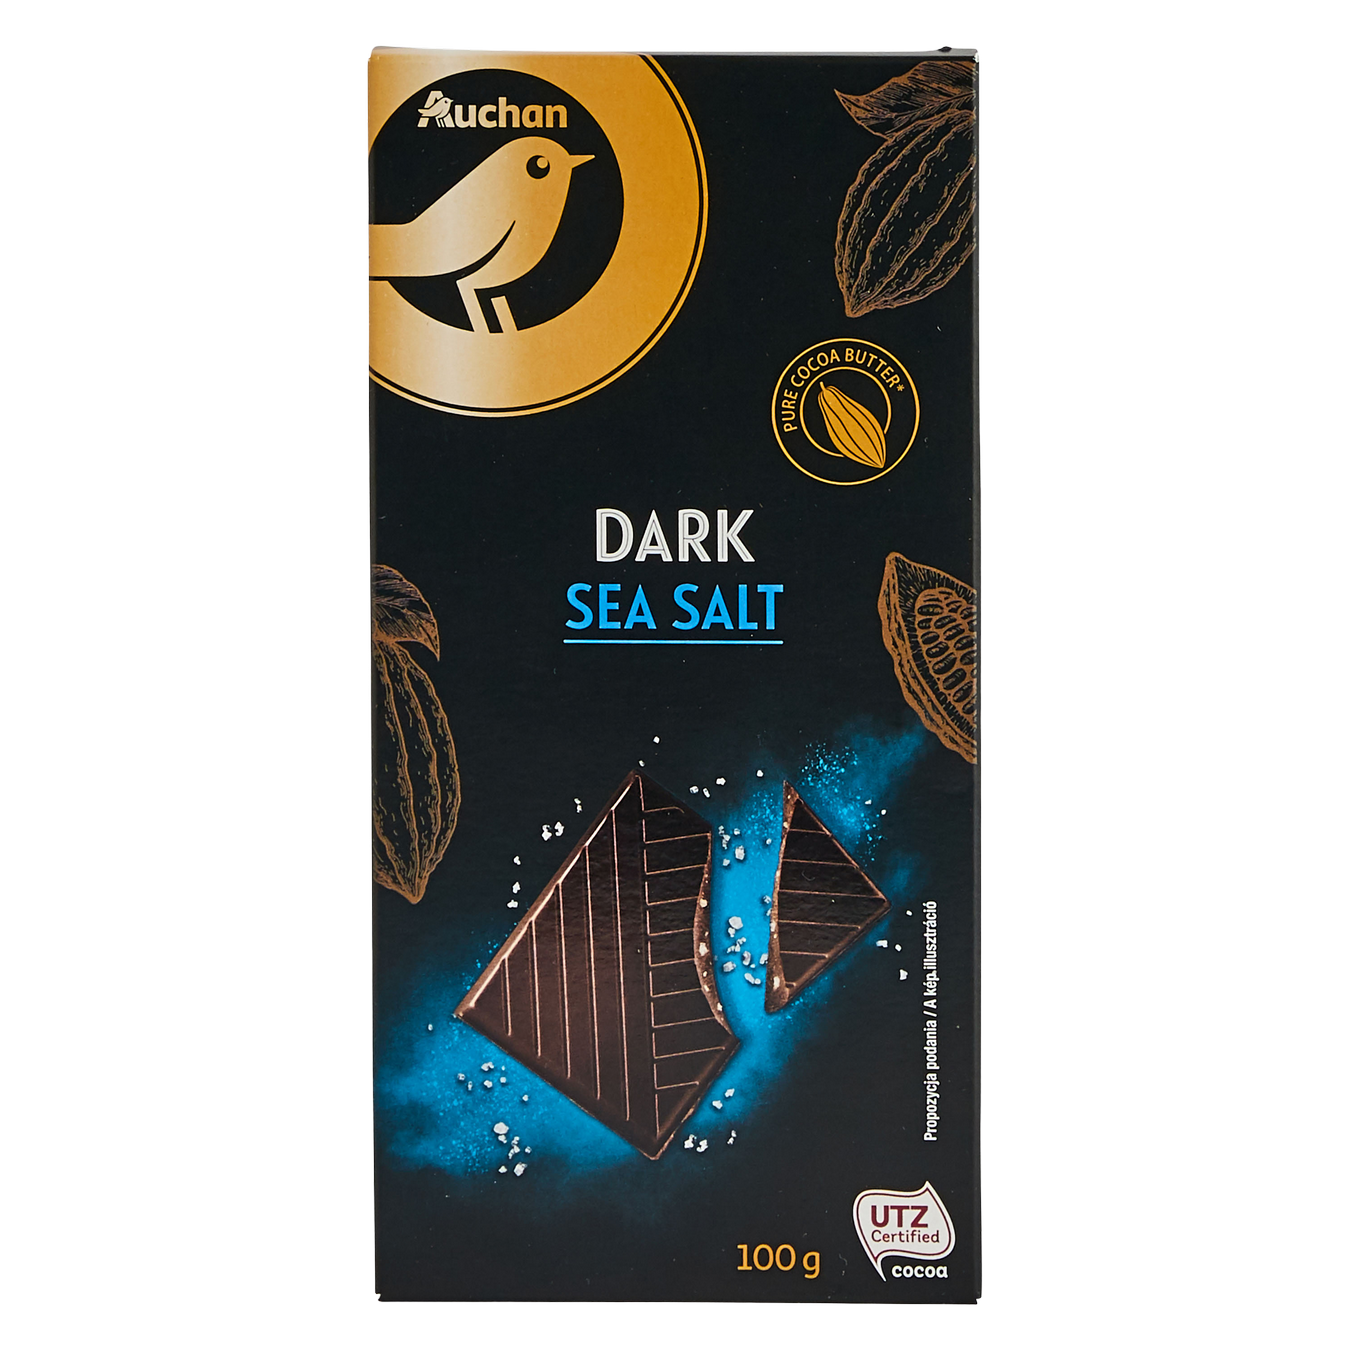 Auchan
PURE COCOA BUTTER*
DARK
SEA SALT
Propozycja podania / A kép illusztráció
100 g
UTZ
Certified
cocoa